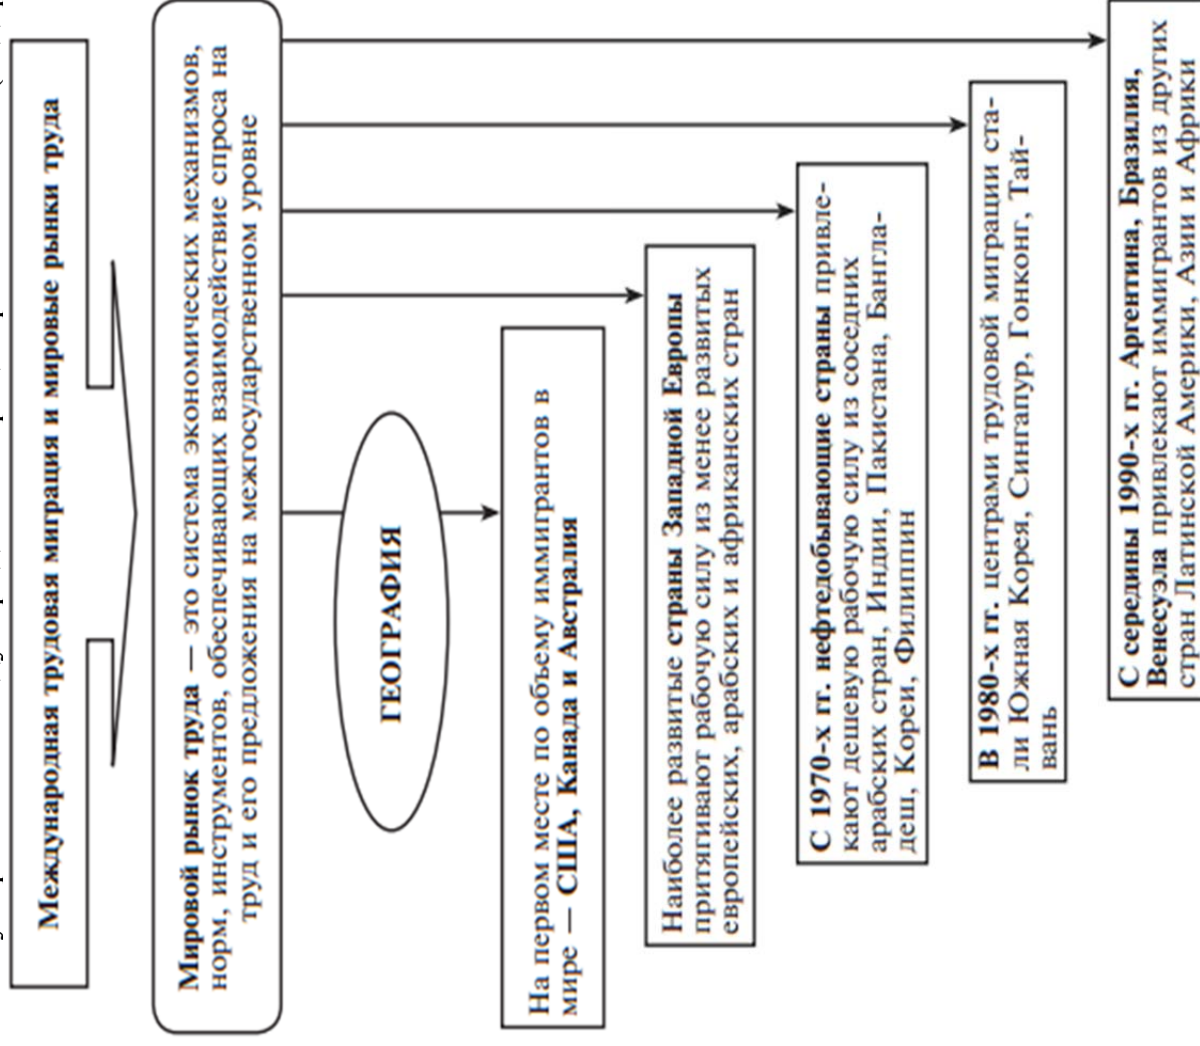 Международная трудовая миграция и мировые рынки труда
Мировой рынок труда — это система экономических механизмов,
норм, инструментов, обеспечивающих взаимодействие спроса на
труд и его предложения на межгосударственном уровне
ГЕОГРАФИЯ
На первом месте по объему иммигрантов в
мире — США, Канада и Австралия
Наиболее развитые страны Западной Европы
притягивают рабочую силу из менее развитых
европейских, арабских и африканских стран
С 1970-х гг. нефтедобывающие страны привле-
кают дешевую рабочую силу из соседних
арабских стран, Индии, Пакистана, Бангла-
деш, Кореи, Филиппин
В 1980-х гг. центрами трудовой миграции ста-
ли Южная Корея, Сингапур, Гонконг, Тай-
вань
С середины 1990-х гг. Аргентина, Бразилия,
Венесуэла привлекают иммигрантов из других
стран Латинской Америки, Азии и Африки